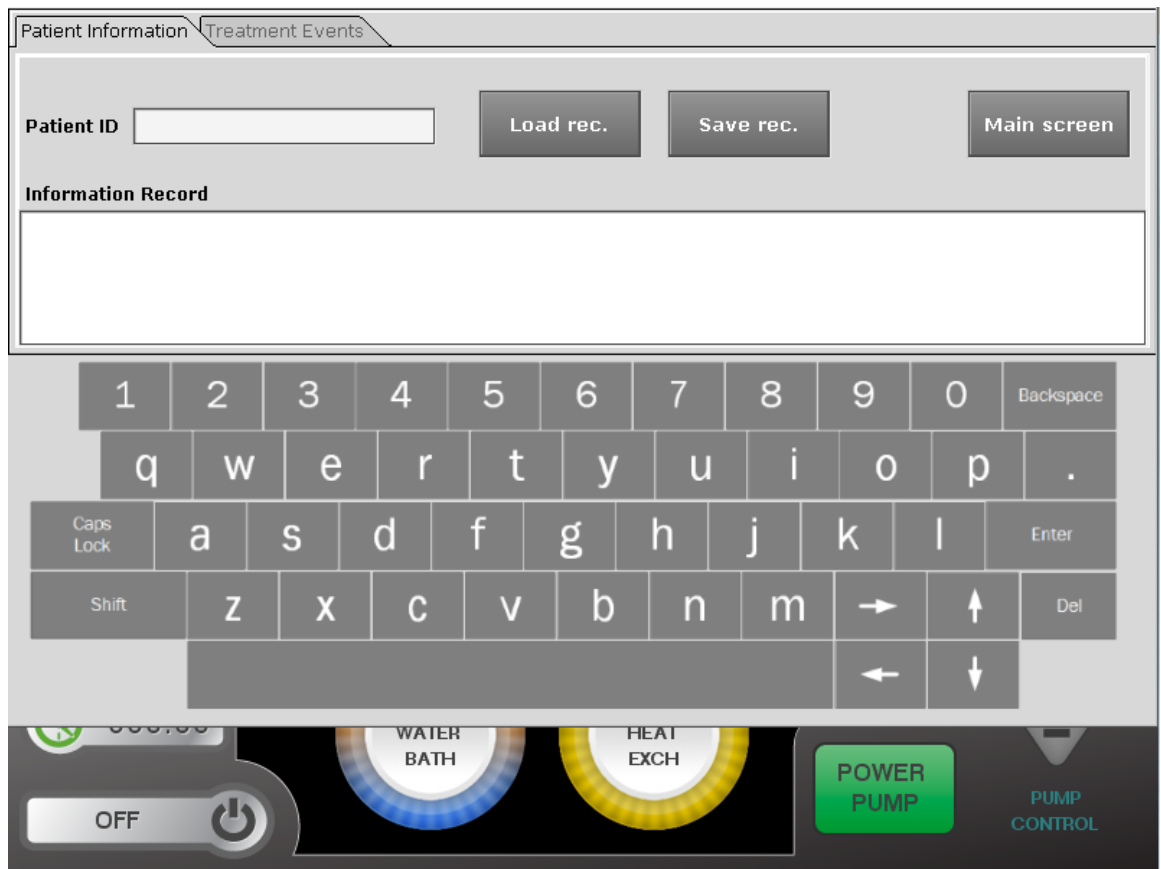 Patient Information Treatment Events
Patient ID Load rec. Save rec. Main screen
Information Record
1 2 3 4 5 6 7 8 9 0 Backspace
q w e r t y u i o p .
Caps
Lock a s d f g h j k l Enter
Shift z x c v b n m Del
WATER
BATH
HEAT
EXCH
POWER
PUMP
PUMP
CONTROL
OFF